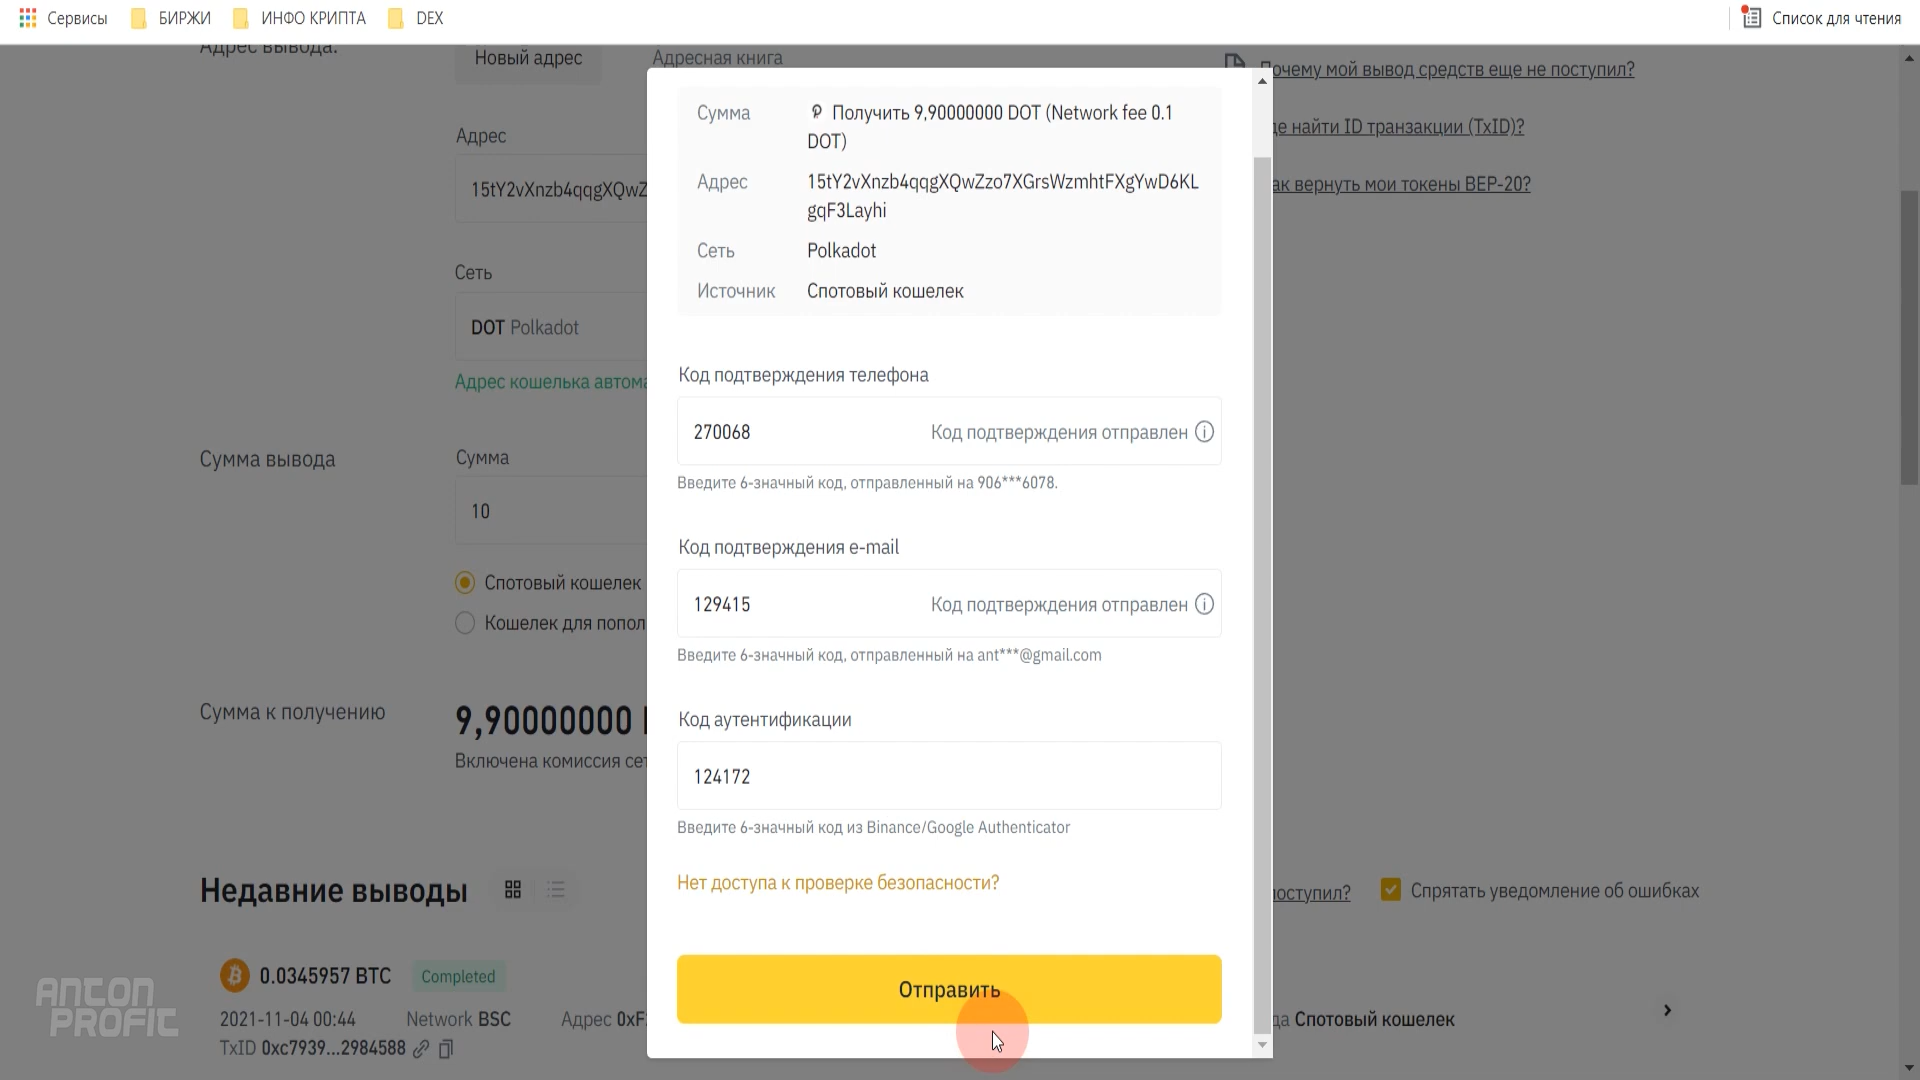 Сервисы
БИРЖИ
ИНФО КРИПТА
DEX
Список для чтения
Адрес вывода:
Новый адрес
Адресная книга
Адрес
15tY2vXnzb4qqgXQwZ
Сеть
DOT Polkadot
Адрес кошелька автома
Сумма вывода
Сумма
10
Спотовый кошелек
Кошелек для попол
Сумма к получению
9,90000000
Включена комиссия сет
Сумма
Получить 9,90000000 DOT (Network fee 0.1
DOT)
Адрес
15tY2vXnzb4qqgXQwZzo7XGrsWzmhtFXgYwD6KL
gqF3Layhi
Сеть
Polkadot
Источник
Спотовый кошелек
Код подтверждения телефона
270068
Код подтверждения отправлен
Введите 6-значный код, отправленный на 906***6078.
Код подтверждения e-mail
129415
Код подтверждения отправлен
Введите 6-значный код, отправленный на ant***@gmail.com
Код аутентификации
124172
Введите 6-значный код из Binance/Google Authenticator
Нет доступа к проверке безопасности?
Отправить
Почему мой вывод средств еще не поступил?
де найти ID транзакции (TxID)?
ак вернуть мои токены BEP-20?
Недавние выводы
поступил?
Спрятать уведомление об ошибках
0.0345957 BTC
Completed
2021-11-04 00:44
Network BSC
Адрес 0xF
да Спотовый кошелек
TxID 0xc7939...2984588
ANTON
PROFIT